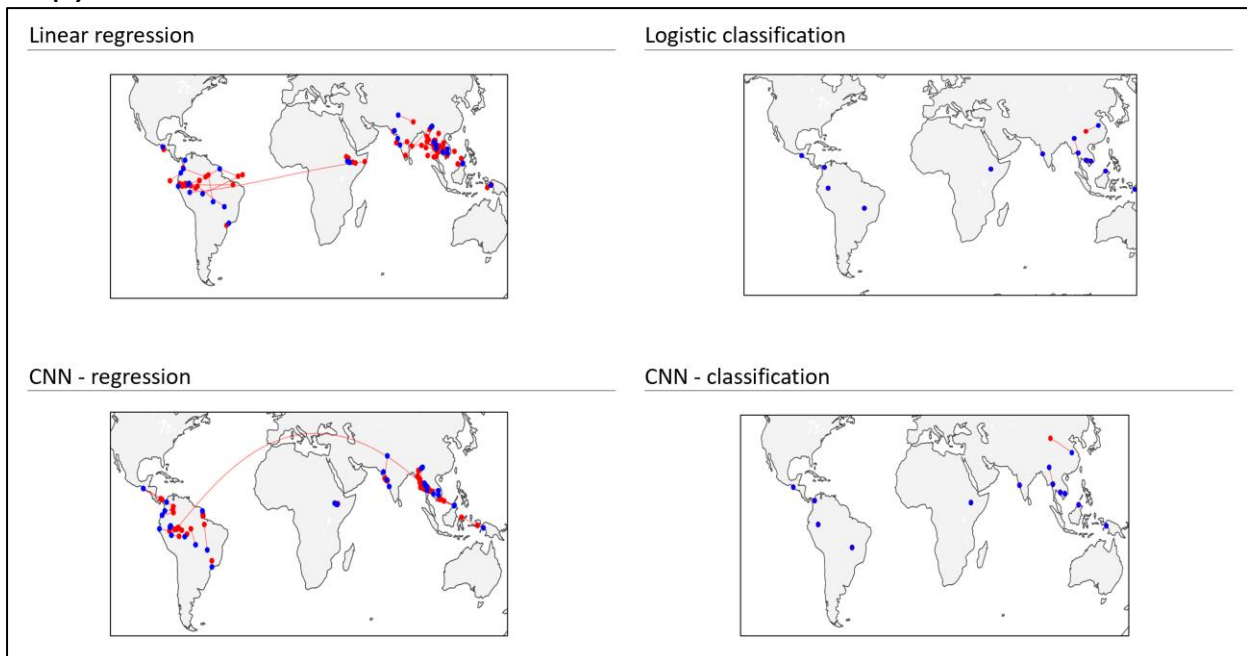 Linear regression
Logistic classification
CNN - regression
CNN - classification